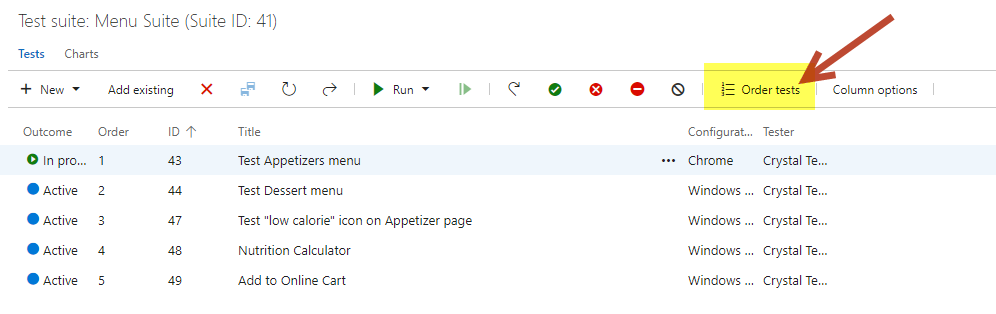 Test suite: Menu Suite (Suite ID: 41)
Tests Charts
New Add existing Run Order tests Column options
Outcome Order ID Title Configurat... Tester
In pro... 1 43 Test Appetizers menu ... Chrome Crystal Te...
Active 2 44 Test Dessert menu Windows ... Crystal Te...
Active 3 47 Test "low calorie" icon on Appetizer page Windows ... Crystal Te...
Active 4 48 Nutrition Calculator Windows ... Crystal Te...
Active 5 49 Add to Online Cart Windows ... Crystal Te...